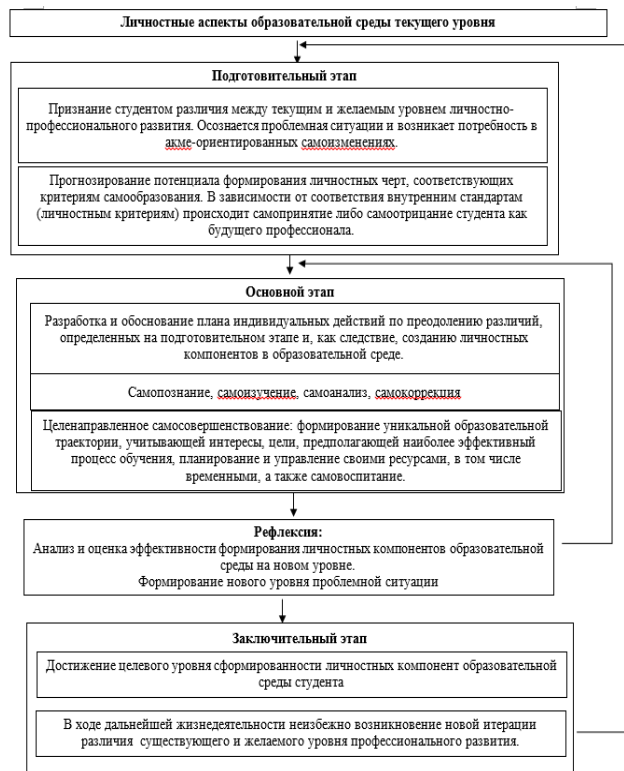 Личностные аспекты образовательной среды текущего уровня
Подготовительный этап
Признание студентом различия между текущим и желаемым уровнем личностно-
профессионального развития. Осознается проблемная ситуации и возникает потребность в
акме-ориентированных самоизменениях.
Прогнозирование потенциала формирования личностных черт, соответствующих
критериям самообразования. В зависимости от соответствия внутренним стандартам
(личностным критериям) происходит самопринятие либо самоотрицание студента как
будущего профессионала.
Основной этап
Разработка и обоснование плана индивидуальных действий по преодолению различий,
определенных на подготовительном этапе и, как следствие, созданию личностных
компонентов в образовательной среде.
Самопознание, самоизучение, самоанализ, самокоррекция
Целенаправленное самосовершенствование: формирование уникальной образовательной
траектории, учитывающей интересы, цели, предполагающей наиболее эффективный
процесс обучения, планирование и управление своими ресурсами, в том числе
временными, а также самовоспитание.
Рефлексия:
Анализ и оценка эффективности формирования личностных компонентов образовательной
среды на новом уровне.
Формирование нового уровня проблемной ситуации
Заключительный этап
Достижение целевого уровня сформированности личностных компонент образовательной
среды студента
В ходе дальнейшей жизнедеятельности неизбежно возникновение новой итерации
различия существующего и желаемого уровня профессионального развития.